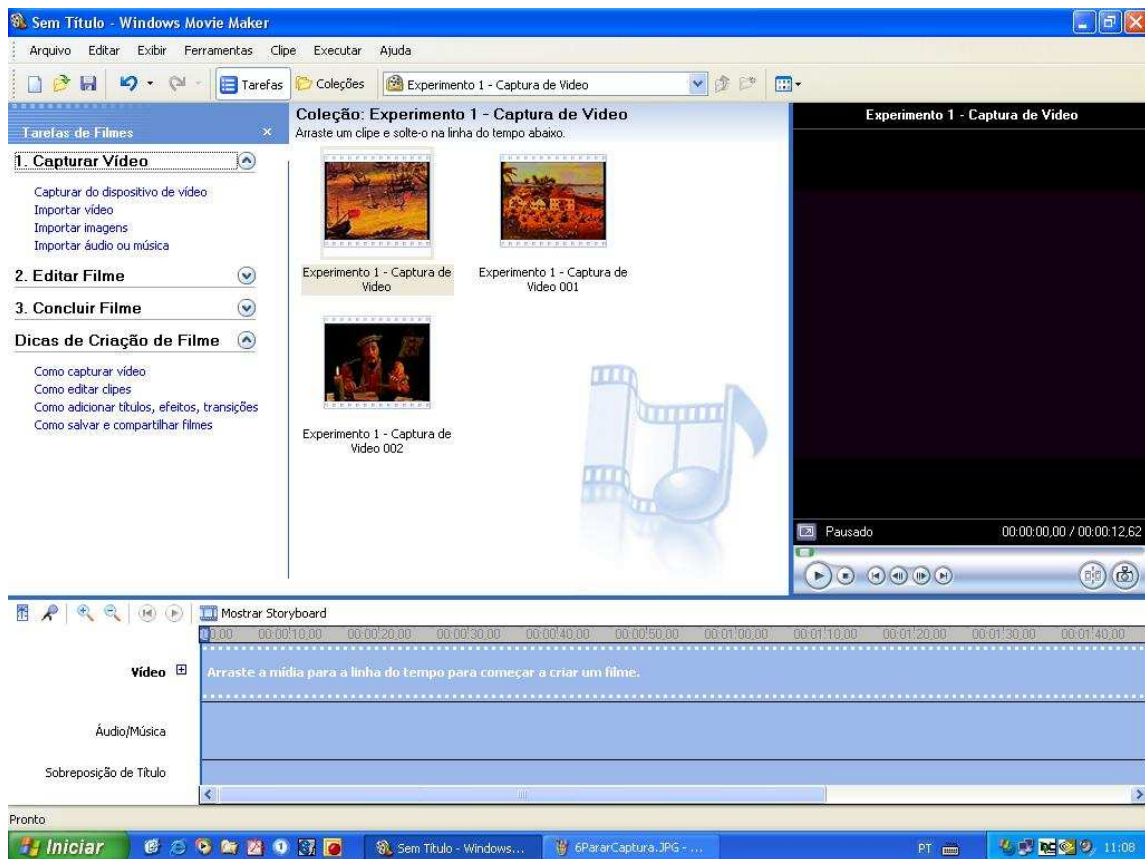 Sem Título - Windows Movie Maker
Arquivo Editar Exibir Ferramentas Clipe Executar Ajuda
Tarefas Coleções Experimento 1 - Captura de Video
Tarefas de Filmes
1. Capturar Vídeo
Capturar do dispositivo de vídeo
Importar vídeo
Importar imagens
Importar áudio ou música
2. Editar Filme
3. Concluir Filme
Dicas de Criação de Filme
Como capturar vídeo
Como editar clipes
Como adicionar títulos, efeitos, transições
Como salvar e compartilhar filmes
Coleção: Experimento 1 - Captura de Video
Arraste um clipe e solte-o na linha do tempo abaixo.
Experimento 1 - Captura de
Video
Experimento 1 - Captura de
Video 001
Experimento 1 - Captura de
Video 002
Experimento 1 - Captura de Video
Pausado 00:00:00,00 / 00:00:12,62
Mostrar Storyboard
00:00:10,00 00:00:20,00 00:00:30,00 00:00:40,00 00:00:50,00 00:01:00,00 00:01:10,00 00:01:20,00 00:01:30,00 00:01:40,00
Vídeo Arraste a mídia para a linha do tempo para começar a criar um filme.
Áudio/Música
Sobreposição de Título
Pronto
Iniciar Sem Título - Windows... 6PararCaptura.JPG - ... PT 11:08